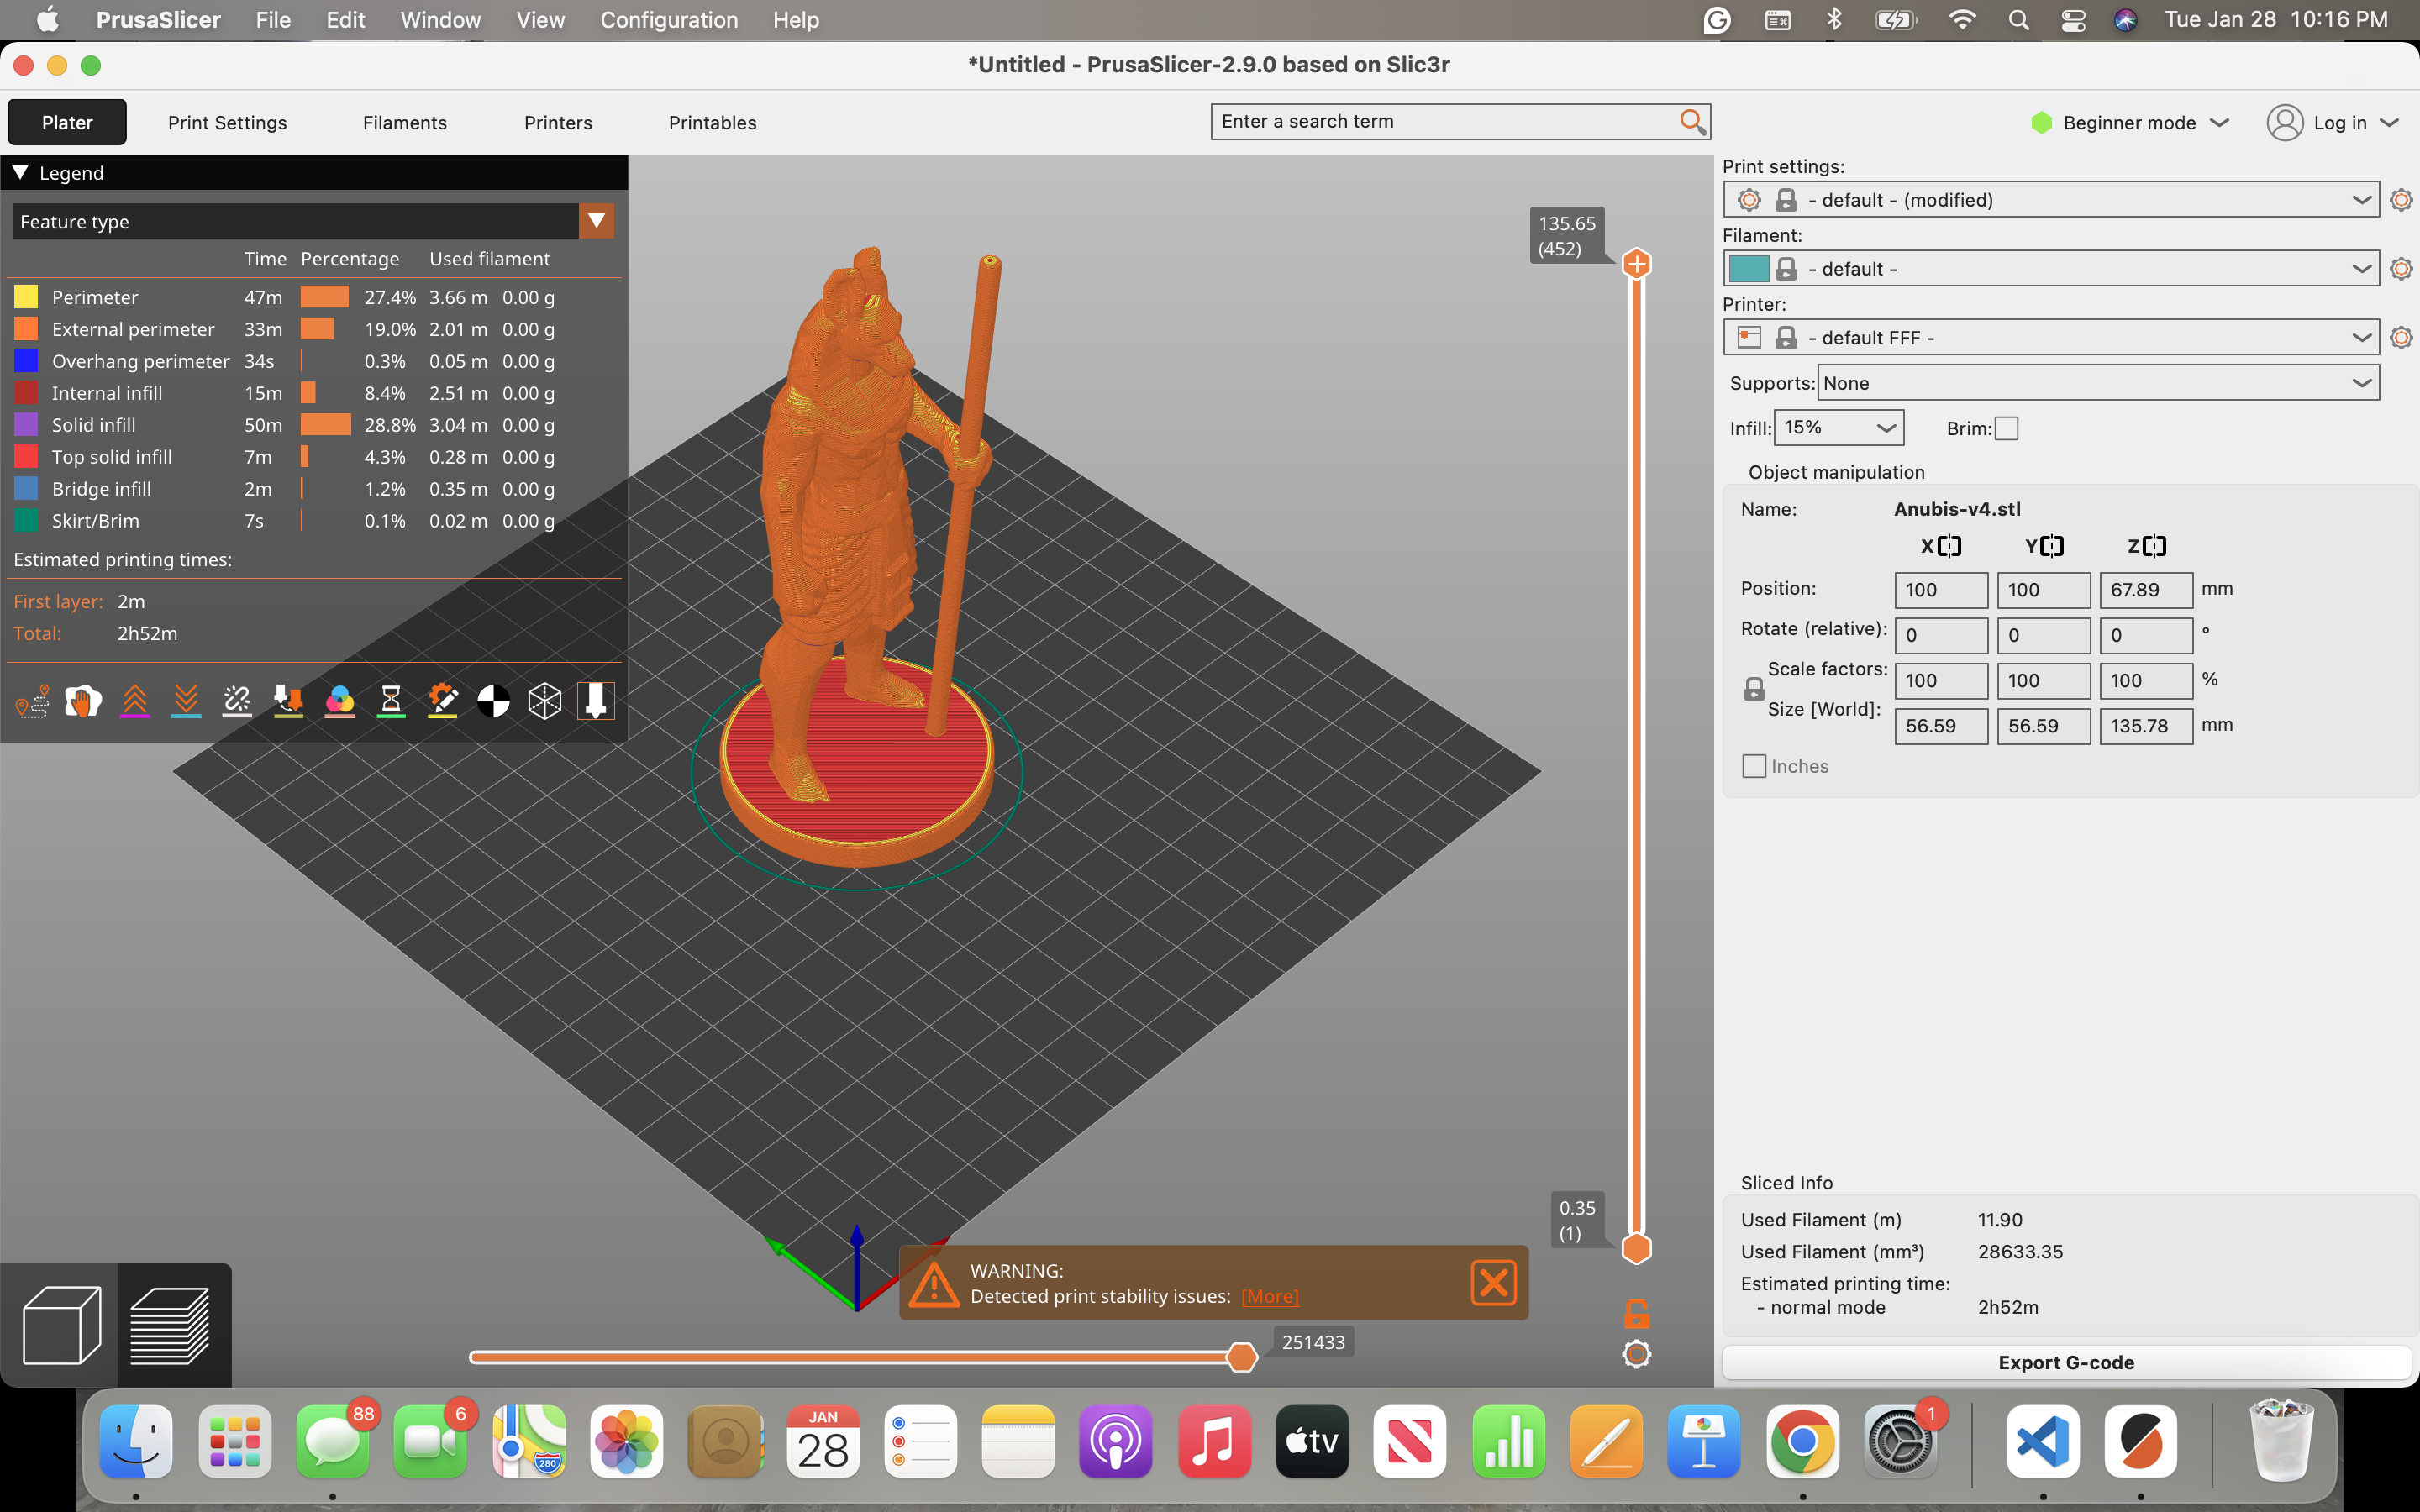 PrusaSlicer File Edit Window View Configuration Help Tue Jan 28 10:16 PM
*Untitled - PrusaSlicer-2.9.0 based on Slic3r
Plater Print Settings Filaments Printers Printables Enter a search term Beginner mode Log in
Legend
Feature type
Time Percentage Used filament
Perimeter 47m 27.4% 3.66 m 0.00 g
External perimeter 33m 19.0% 2.01 m 0.00 g
Overhang perimeter 34s 0.3% 0.05 m 0.00 g
Internal infill 15m 8.4% 2.51 m 0.00 g
Solid infill 50m 28.8% 3.04 m 0.00 g
Top solid infill 7m 4.3% 0.28 m 0.00 g
Bridge infill 2m 1.2% 0.35 m 0.00 g
Skirt/Brim 7s 0.1% 0.02 m 0.00 g
Estimated printing times:
First layer: 2m
Total: 2h52m
135.65
(452)
0.35
(1)
WARNING:
Detected print stability issues: [More]
251433
Print settings:
- default - (modified)
Filament:
- default -
Printer:
- default FFF -
Supports: None
Infill: 15% Brim:
Object manipulation
Name: Anubis-v4.stl
X Y Z
Position: 100 100 67.89 mm
Rotate (relative): 0 0 0 °
Scale factors: 100 100 100 %
Size [World]: 56.59 56.59 135.78 mm
Inches
Sliced Info
Used Filament (m) 11.90
Used Filament (mm³) 28633.35
Estimated printing time:
- normal mode 2h52m
Export G-code
88
6
280
JAN
28
tv
1